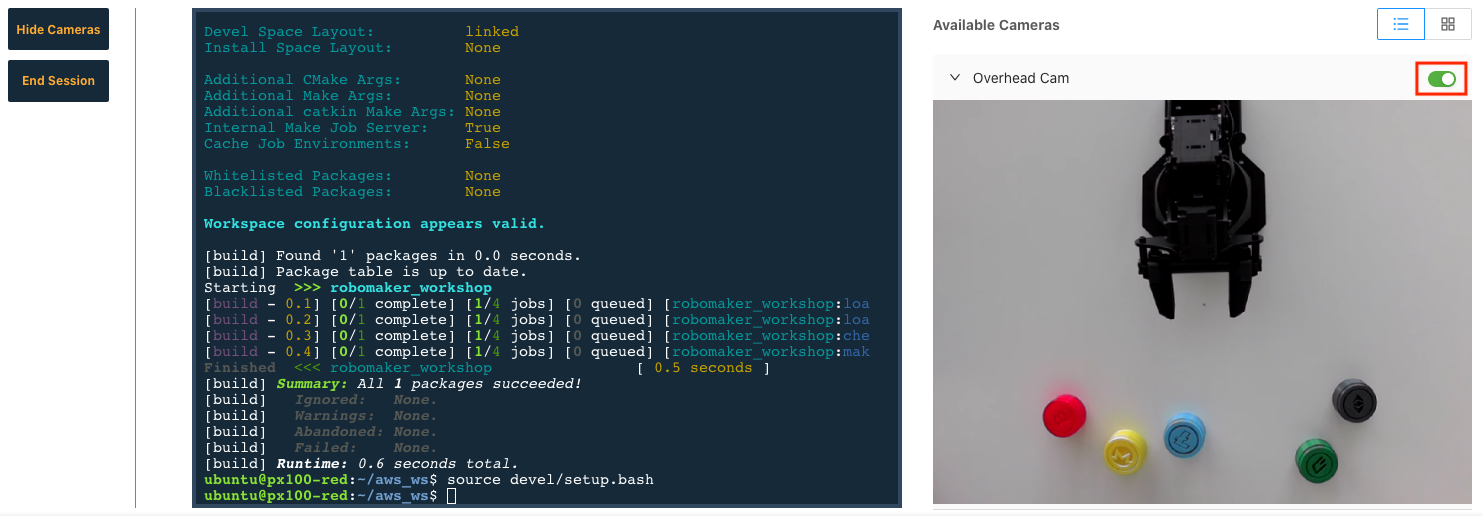 Hide Cameras
End Session
Devel Space Layout: linked
Install Space Layout: None
Additional CMake Args: None
Additional Make Args: None
Additional catkin Make Args: None
Internal Make Job Server: True
Cache Job Environments: False
Whitelisted Packages: None
Blacklisted Packages: None
Workspace configuration appears valid.
[build] Found '1' packages in 0.0 seconds.
[build] Package table is up to date.
Starting >>> robomaker_workshop
[build - 0.1] [0/1 complete] [1/4 jobs] [0 queued] [robomaker_workshop:loa
[build - 0.2] [0/1 complete] [1/4 jobs] [0 queued] [robomaker_workshop:loa
[build - 0.3] [0/1 complete] [1/4 jobs] [0 queued] [robomaker_workshop:che
[build - 0.4] [0/1 complete] [1/4 jobs] [0 queued] [robomaker_workshop:mak
Finished <<< robomaker_workshop [ 0.5 seconds ]
[build] Summary: All 1 packages succeeded!
[build] Ignored: None.
[build] Warnings: None.
[build] Abandoned: None.
[build] Failed: None.
[build] Runtime: 0.6 seconds total.
ubuntu@px100-red:~/aws_ws$ source devel/setup.bash
ubuntu@px100-red:~/aws_ws$
Available Cameras
Overhead Cam